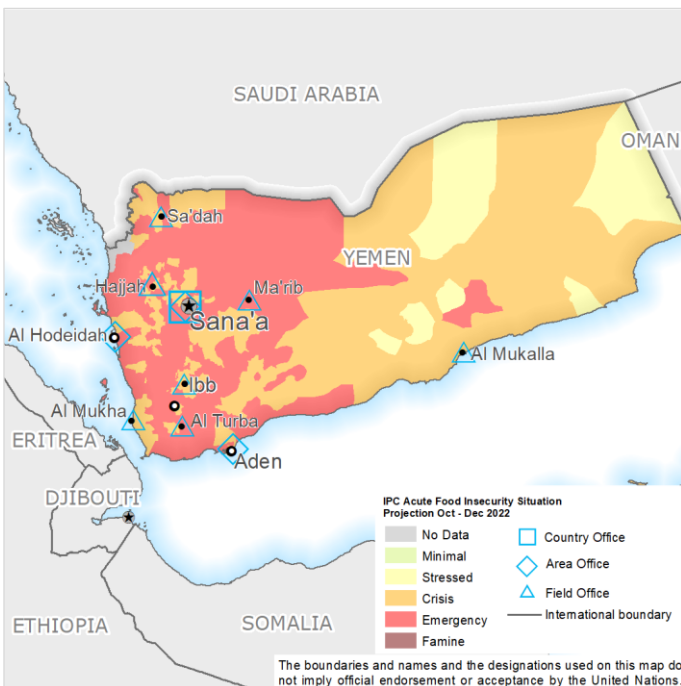 SAUDI ARABIA
OMAN
Sa'dah
YEMEN
Hajjah
Ma'rib
Sana'a
Al Hodeidah
Al Mukalla
Ibb
Al Mukha
Al Turba
ERITREA
Aden
DJIBOUTI
ETHIOPIA
SOMALIA
IPC Acute Food Insecurity Situation
Projection Oct - Dec 2022
No Data
Minimal
Stressed
Crisis
Emergency
Famine
Country Office
Area Office
Field Office
International boundary
The boundaries and names and the designations used on this map do
not imply official endorsement or acceptance by the United Nations.